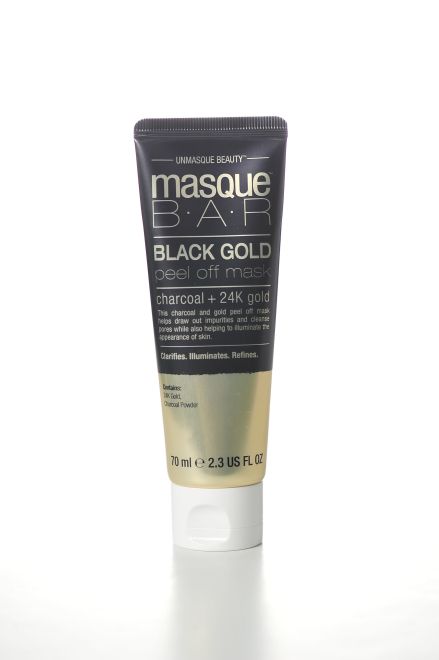 UNMASQUE BEAUTY™
masque™
B·A·R
BLACK GOLD
peel off mask
charcoal + 24K gold
This charcoal and gold peel off mask
helps draw out impurities and cleanse
pores while also helping to illuminate the
appearance of skin.
Clarifies. Illuminates. Refines.
Contains:
24K Gold,
Charcoal Powder
70 ml ℮ 2.3 US FL OZ